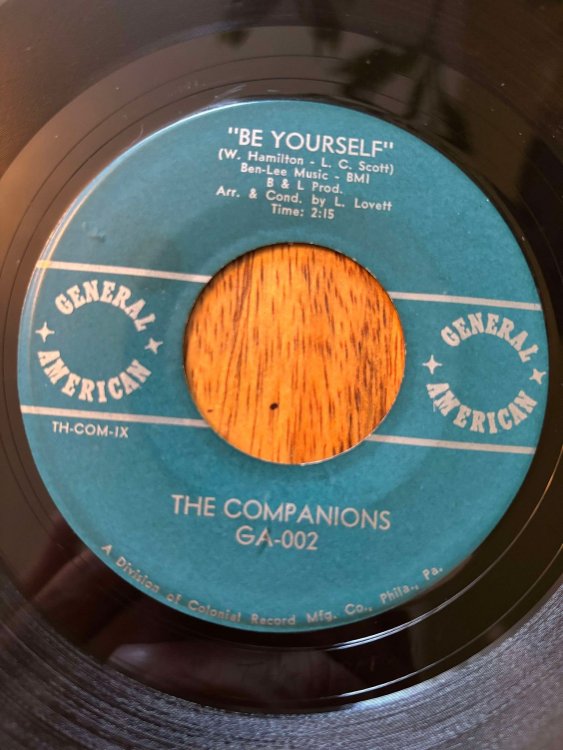 "BE YOURSELF"
(W. Hamilton - L. C. Scott)
Ben-Lee Music - BMI
B & L Prod.
Arr. & Cond. by L. Lovett
Time: 2:15
GENERAL
AMERICAN
GENERAL
AMERICAN
TH-COM-1X
THE COMPANIONS
GA-002
A Division of Colonial Record Mfg. Co., Phila., Pa.